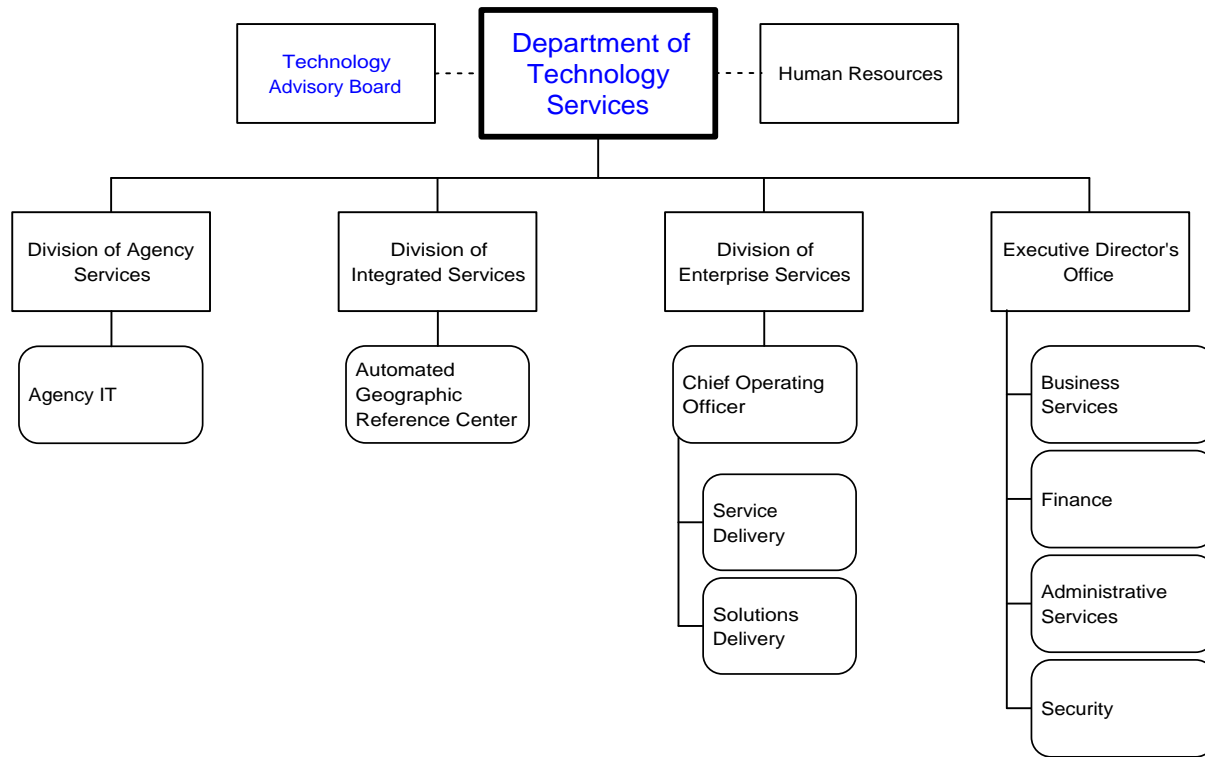 Technology
Advisory Board
Department of
Technology
Services
Human Resources
Division of Agency
Services
Division of
Integrated Services
Division of
Enterprise Services
Executive Director's
Office
Agency IT
Automated
Geographic
Reference Center
Chief Operating
Officer
Service
Delivery
Solutions
Delivery
Business
Services
Finance
Administrative
Services
Security